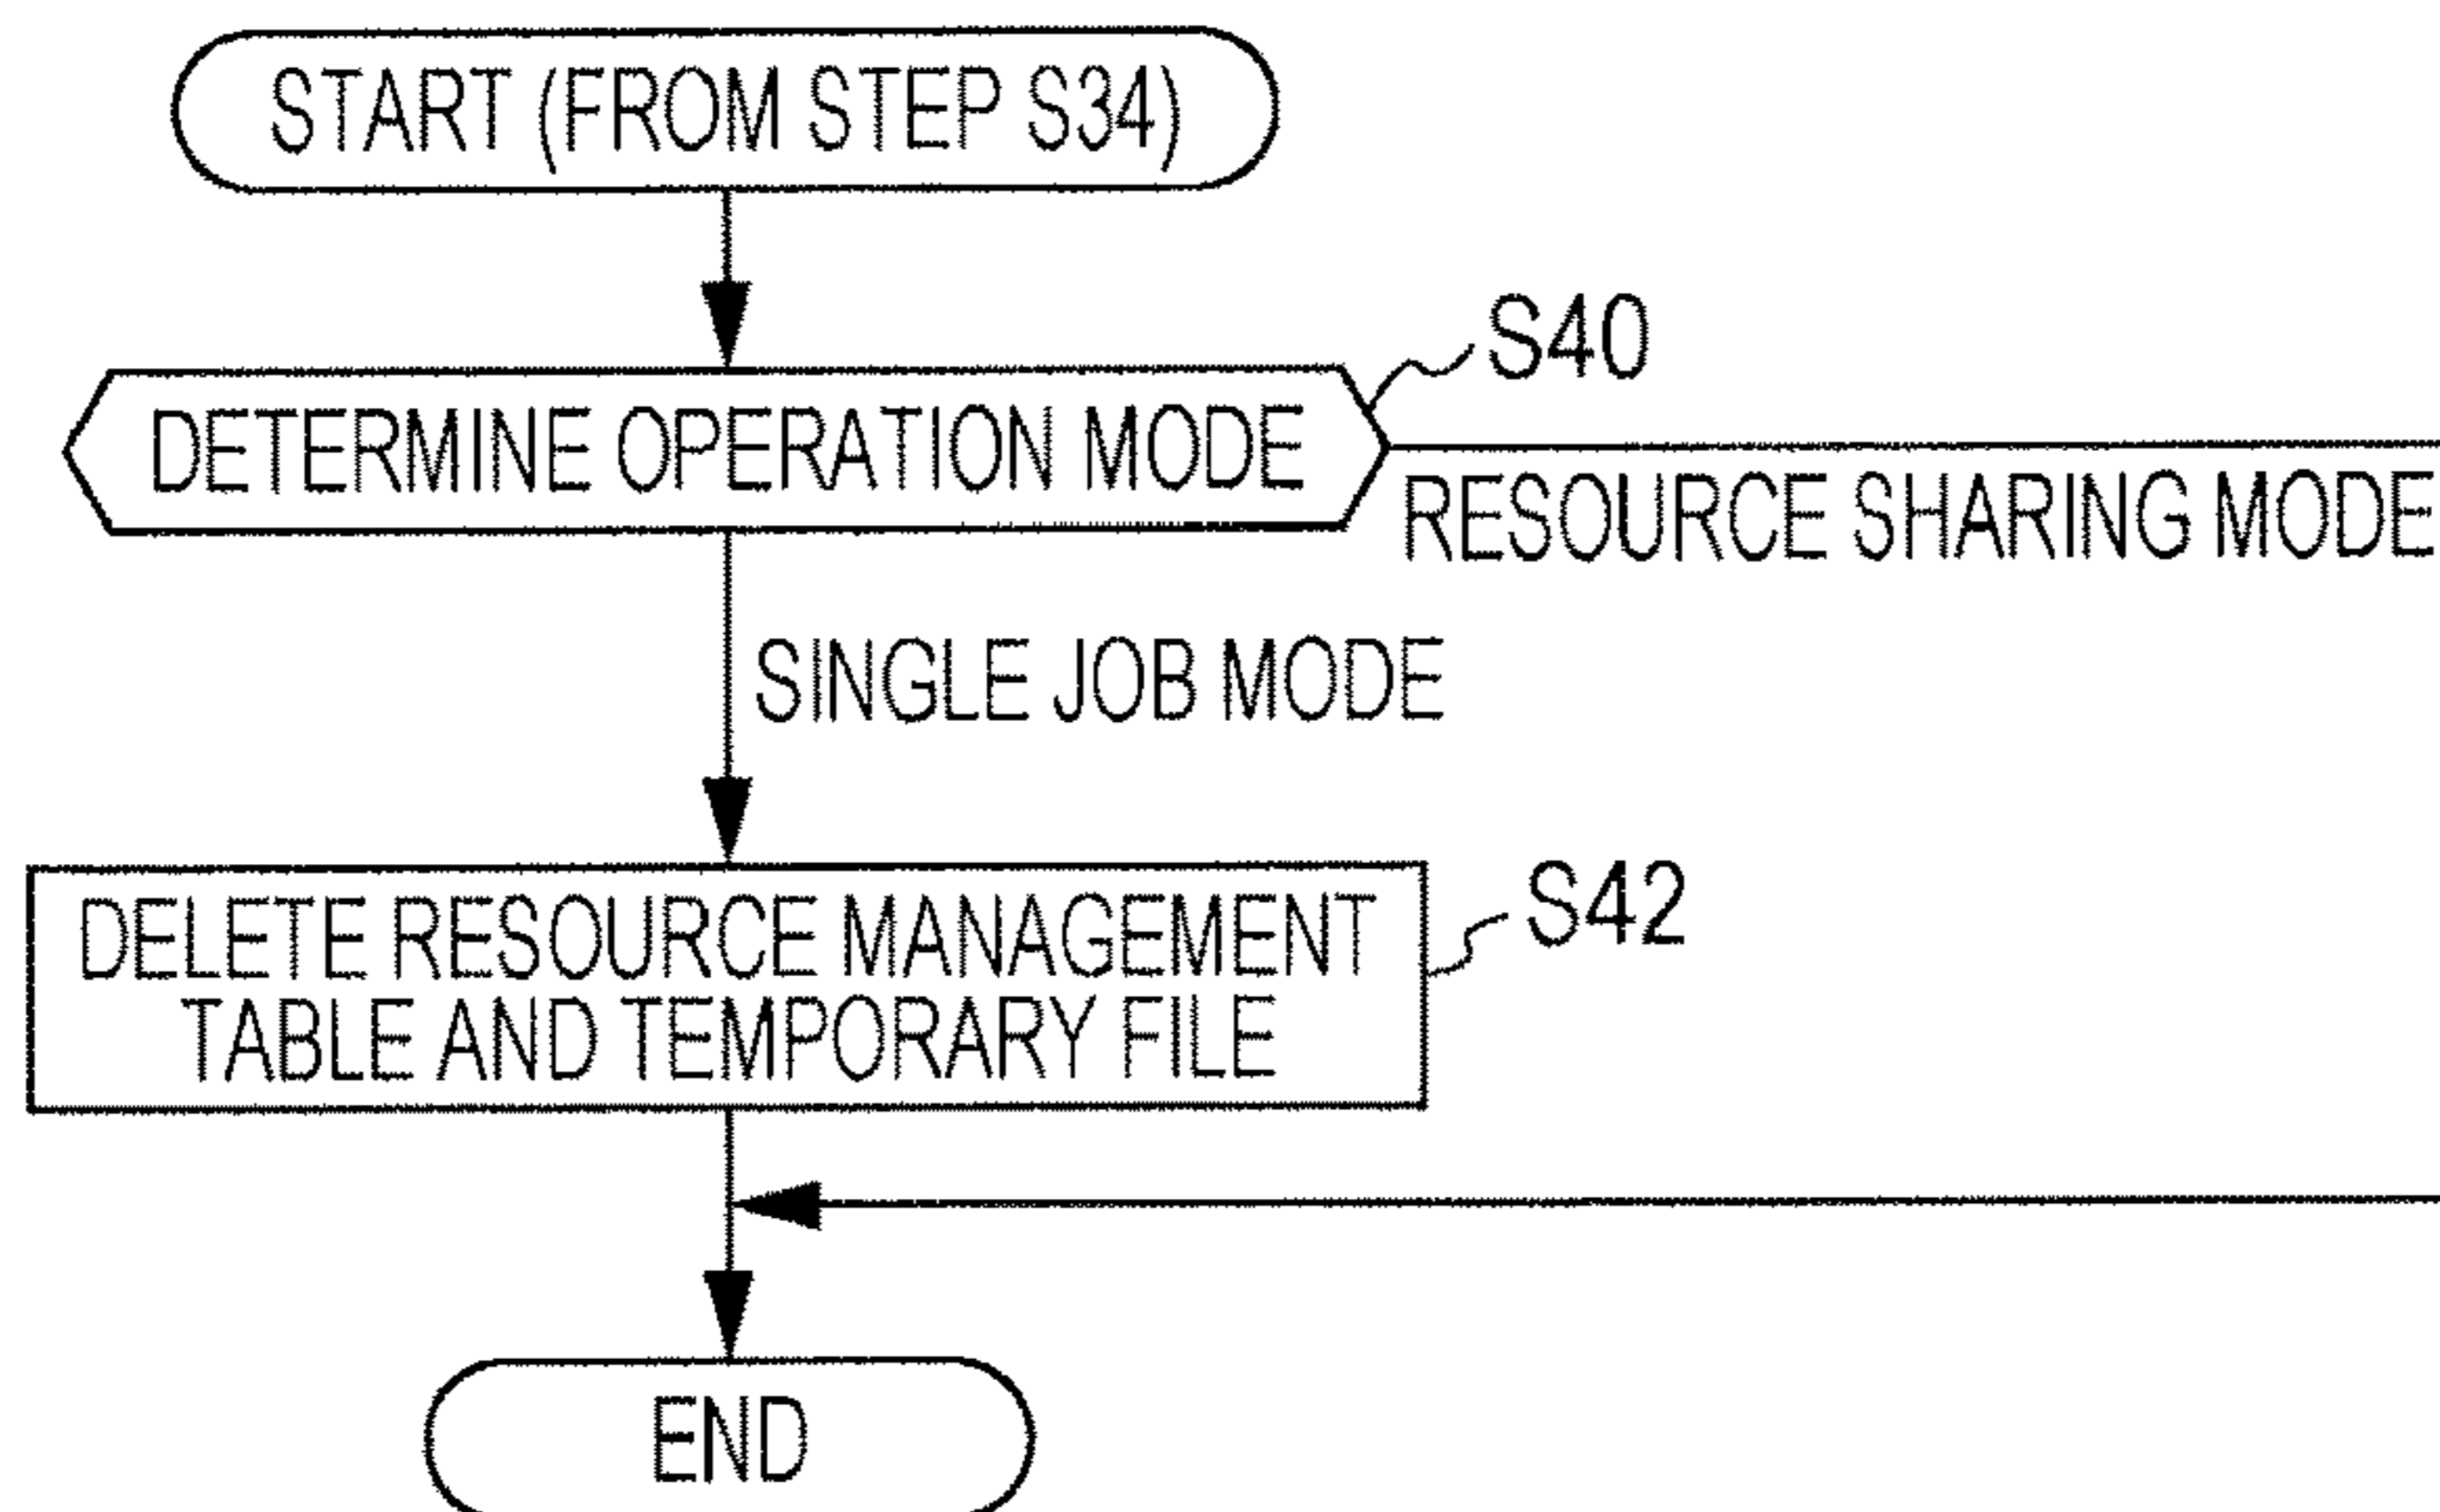 START (FROM STEP S34)
S40
DETERMINE OPERATION MODE
RESOURCE SHARING MODE
SINGLE JOB MODE
S42
DELETE RESOURCE MANAGEMENT
TABLE AND TEMPORARY FILE
END